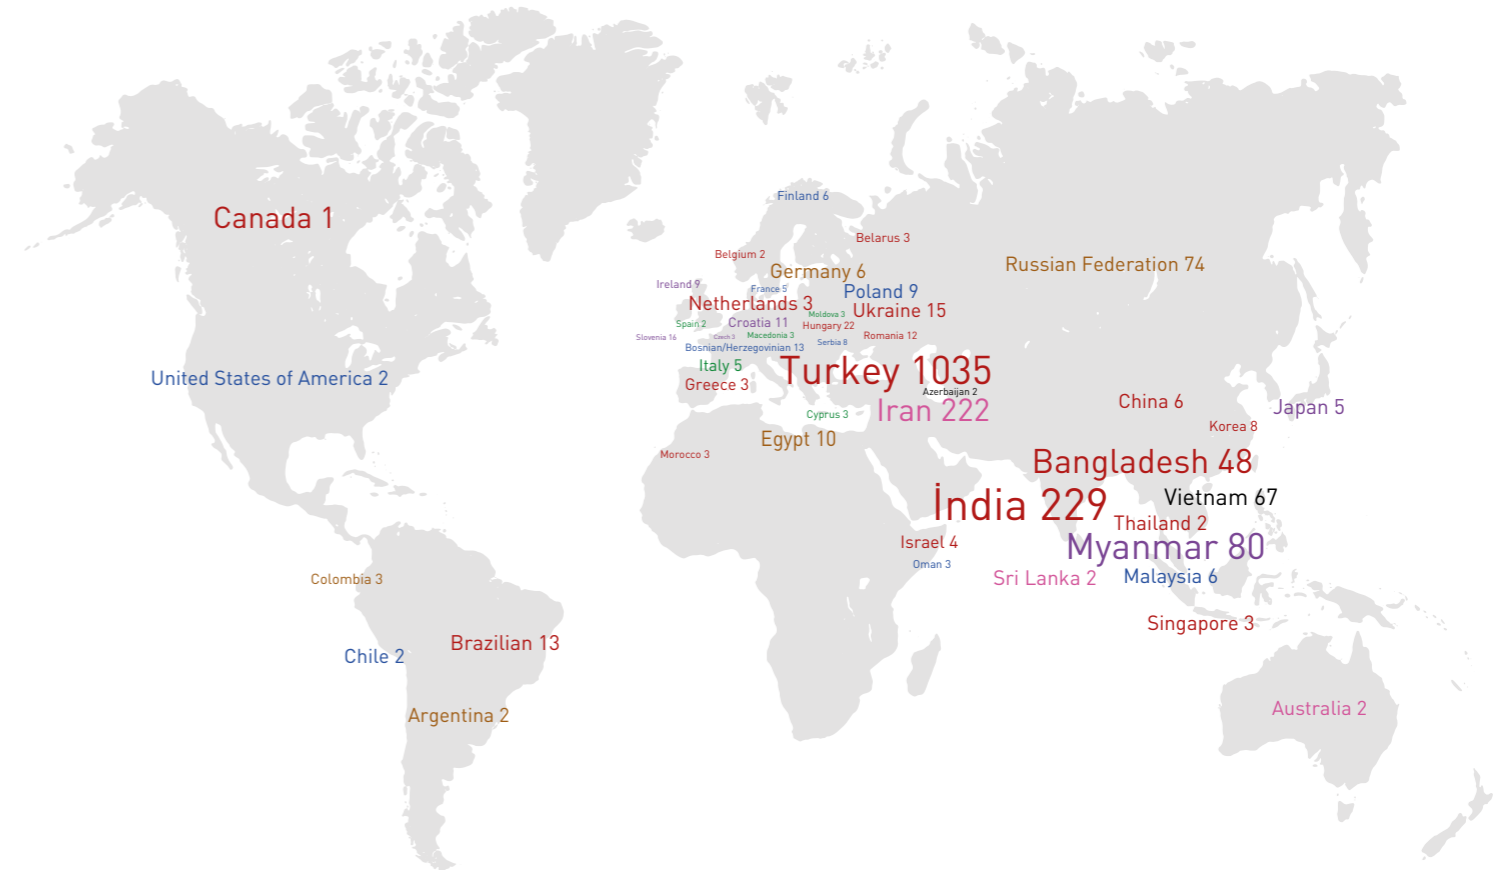 Finland 6
Canada 1
Belarus 3
Belgium 2
Russian Federation 74
Germany 6
Ireland 9
France 5
Poland 9
Netherlands 3
Ukraine 15
Moldova 3
Spain 2
Croatia 11
Hungary 22
Slovenia 16
Czech 3
Macedonia 3
Romania 12
Serbia 8
Bosnian/Herzegovinian 13
Italy 5
Turkey 1035
United States of America 2
Greece 3
Azerbaijan 2
China 6
Japan 5
Iran 222
Cyprus 3
Korea 8
Egypt 10
Morocco 3
Bangladesh 48
Vietnam 67
İndia 229
Thailand 2
Israel 4
Myanmar 80
Oman 3
Sri Lanka 2
Malaysia 6
Colombia 3
Singapore 3
Brazilian 13
Chile 2
Australia 2
Argentina 2